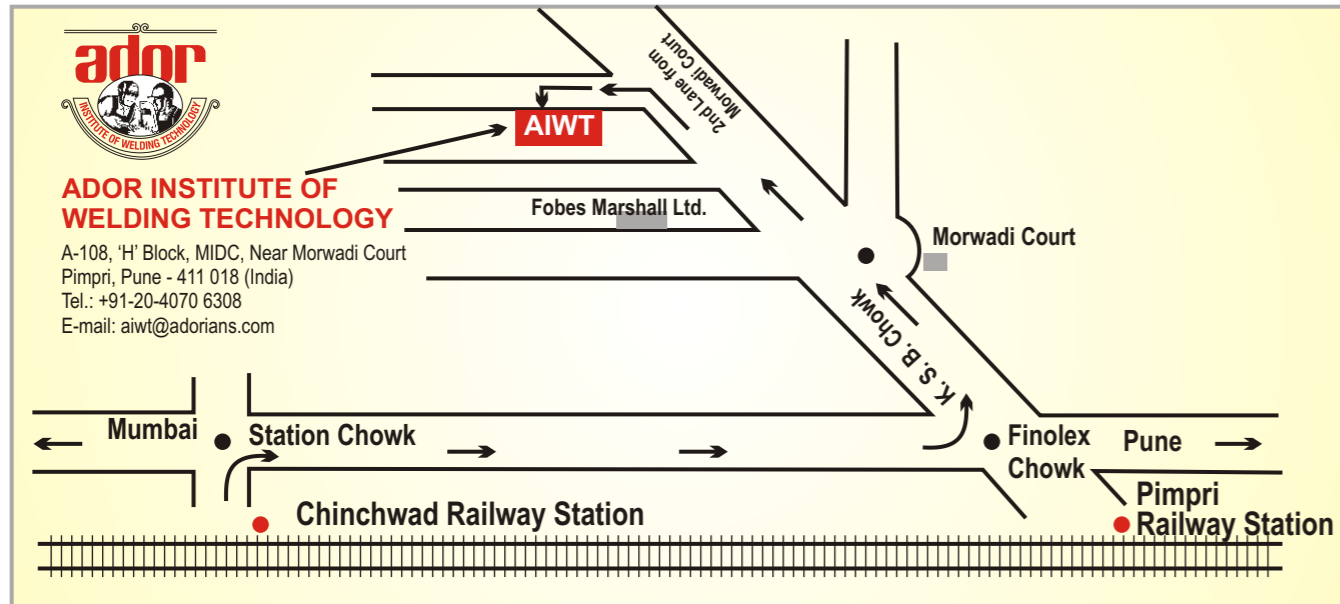 ador
INSTITUTE OF WELDING TECHNOLOGY
ADOR INSTITUTE OF
WELDING TECHNOLOGY
A-108, ‘H’ Block, MIDC, Near Morwadi Court
Pimpri, Pune - 411 018 (India)
Tel.: +91-20-4070 6308
E-mail: aiwt@adorians.com
AIWT
2nd Lane from
Morwadi Court
Fobes Marshall Ltd.
Morwadi Court
K. S. B. Chowk
Mumbai
Station Chowk
Finolex
Chowk
Pune
Chinchwad Railway Station
Pimpri
Railway Station